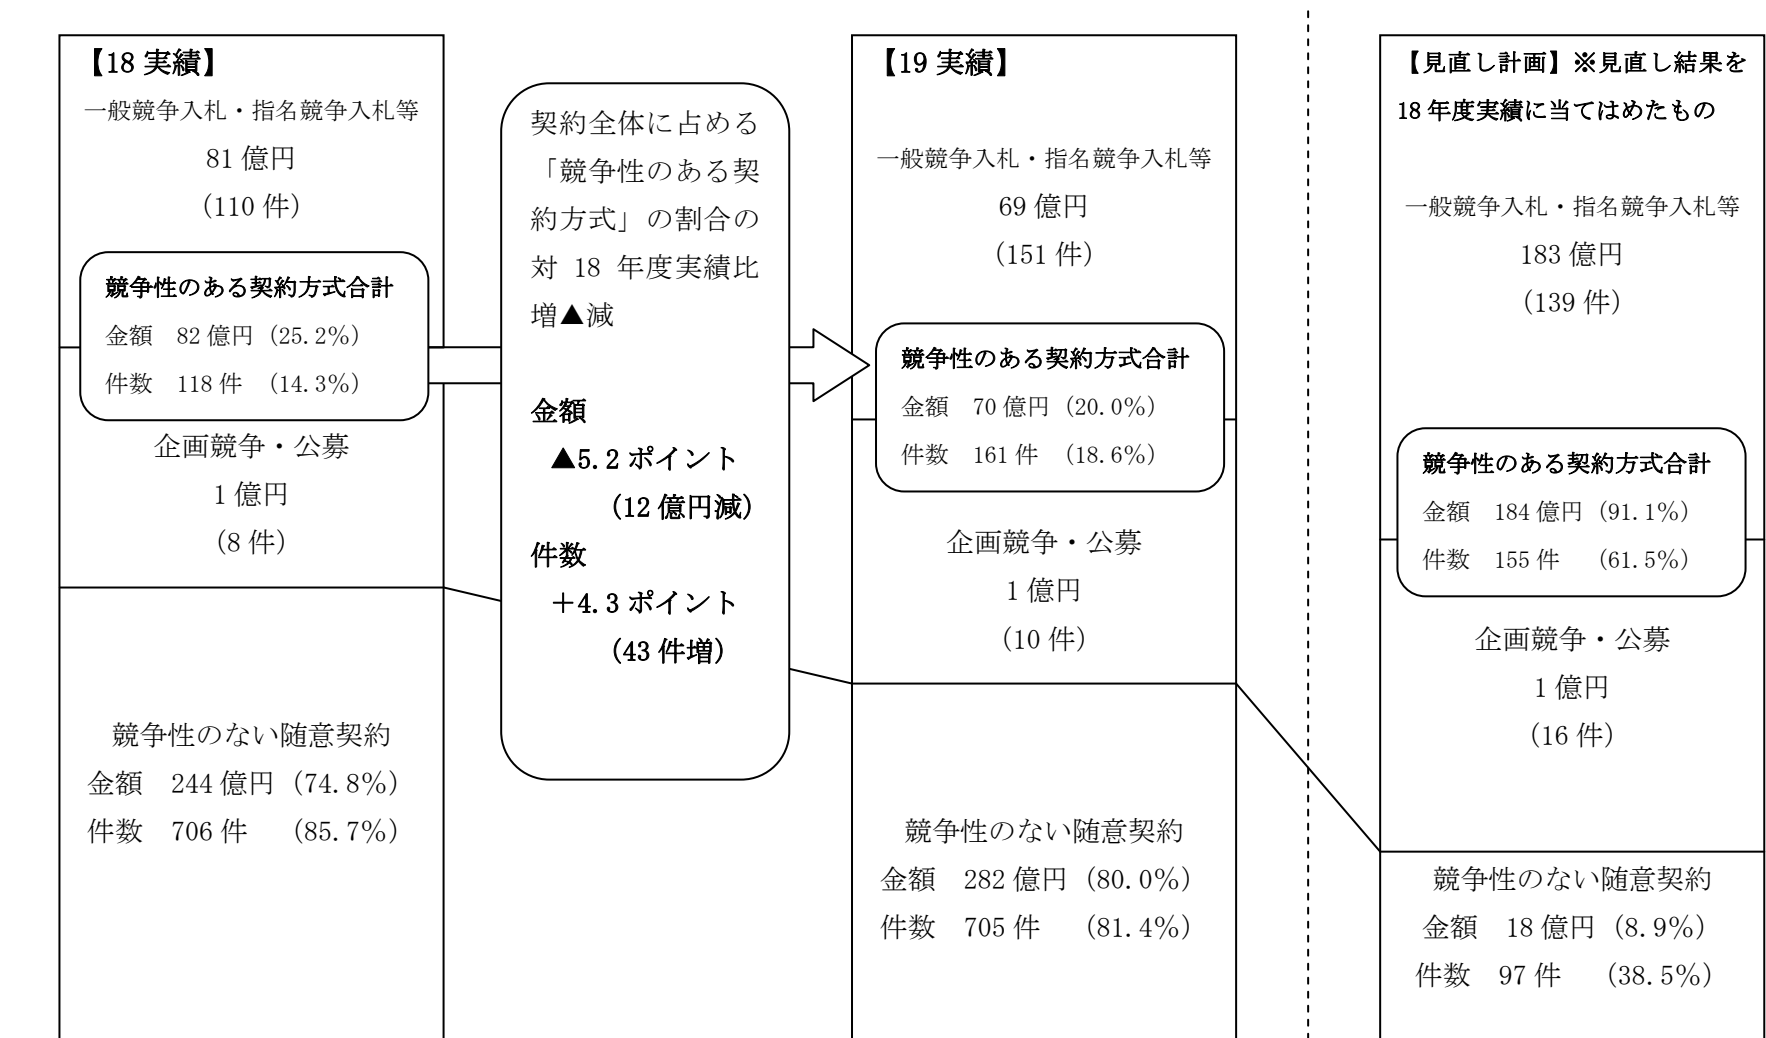 【18 実績】
一般競争入札・指名競争入札等
81 億円
（110 件）
競争性のある契約方式合計
金額　82 億円（25.2%）
件数　118 件　（14.3%）
企画競争・公募
1 億円
（8 件）
競争性のない随意契約
金額　244 億円（74.8%）
件数　706 件　（85.7%）
契約全体に占める
「競争性のある契
約方式」の割合の
対 18 年度実績比
増▲減
金額
▲5.2 ポイント
（12 億円減）
件数
＋4.3 ポイント
（43 件増）
【19 実績】
一般競争入札・指名競争入札等
69 億円
（151 件）
競争性のある契約方式合計
金額　70 億円（20.0%）
件数　161 件　（18.6%）
企画競争・公募
1 億円
（10 件）
競争性のない随意契約
金額　282 億円（80.0%）
件数　705 件　（81.4%）
【見直し計画】※見直し結果を
18 年度実績に当てはめたもの
一般競争入札・指名競争入札等
183 億円
（139 件）
競争性のある契約方式合計
金額　184 億円（91.1%）
件数　155 件　（61.5%）
企画競争・公募
1 億円
（16 件）
競争性のない随意契約
金額　18 億円（8.9%）
件数　97 件　（38.5%）